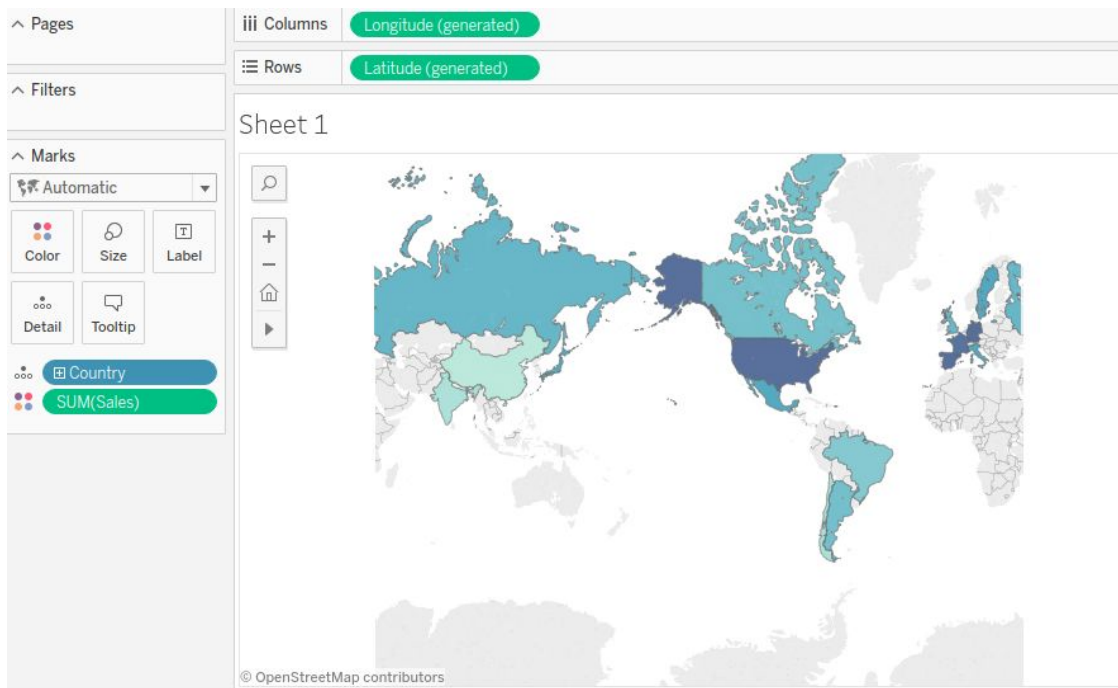 Pages
iii Columns
Longitude (generated)
Rows
Latitude (generated)
Filters
Sheet 1
Marks
Automatic
Color
Size
T
Label
Detail
Tooltip
Country
SUM(Sales)
© OpenStreetMap contributors